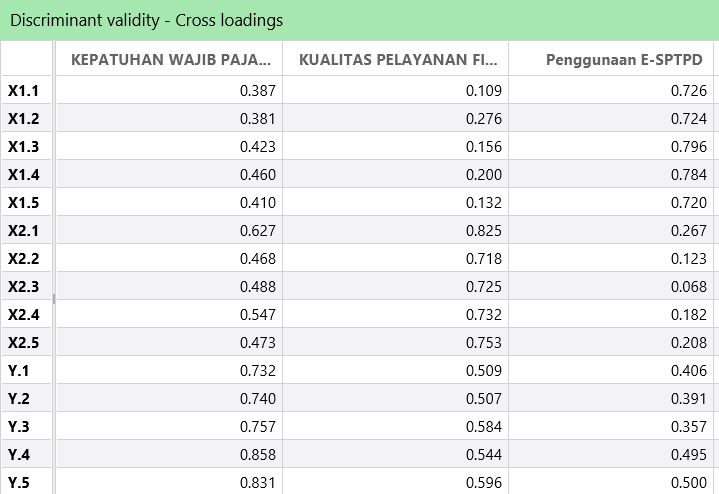 Discriminant validity - Cross loadings
KEPATUHAN WAJIB PAJA... KUALITAS PELAYANAN FI... Penggunaan E-SPTPD
X1.1 0.387 0.109 0.726
X1.2 0.381 0.276 0.724
X1.3 0.423 0.156 0.796
X1.4 0.460 0.200 0.784
X1.5 0.410 0.132 0.720
X2.1 0.627 0.825 0.267
X2.2 0.468 0.718 0.123
X2.3 0.488 0.725 0.068
X2.4 0.547 0.732 0.182
X2.5 0.473 0.753 0.208
Y.1 0.732 0.509 0.406
Y.2 0.740 0.507 0.391
Y.3 0.757 0.584 0.357
Y.4 0.858 0.544 0.495
Y.5 0.831 0.596 0.500